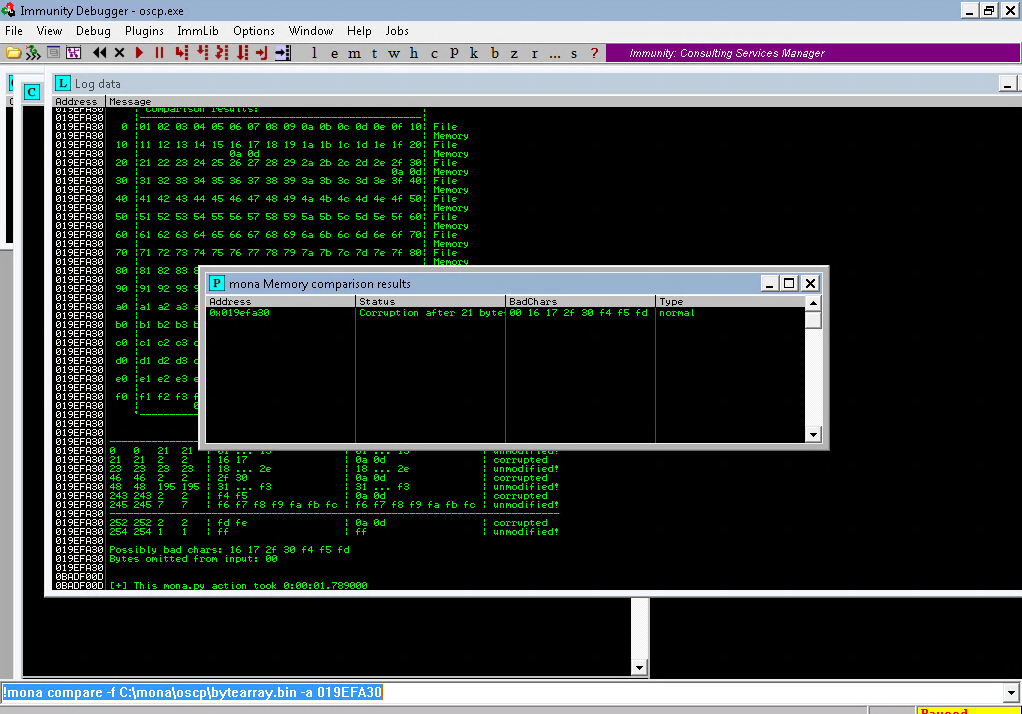 Immunity Debugger - oscp.exe
File View Debug Plugins ImmLib Options Window Help Jobs
l e m t w h c P k b z r ... s ? Immunity: Consulting Services Manager
C
L Log data
Address Message
019EFA30 Comparison results:
019EFA30
019EFA30 0 01 02 03 04 05 06 07 08 09 0a 0b 0c 0d 0e 0f 10 File
019EFA30 Memory
019EFA30 10 11 12 13 14 15 16 17 18 19 1a 1b 1c 1d 1e 1f 20 File
019EFA30 0a 0d Memory
019EFA30 20 21 22 23 24 25 26 27 28 29 2a 2b 2c 2d 2e 2f 30 File
019EFA30 0a 0d Memory
019EFA30 30 31 32 33 34 35 36 37 38 39 3a 3b 3c 3d 3e 3f 40 File
019EFA30 Memory
019EFA30 40 41 42 43 44 45 46 47 48 49 4a 4b 4c 4d 4e 4f 50 File
019EFA30 Memory
019EFA30 50 51 52 53 54 55 56 57 58 59 5a 5b 5c 5d 5e 5f 60 File
019EFA30 Memory
019EFA30 60 61 62 63 64 65 66 67 68 69 6a 6b 6c 6d 6e 6f 70 File
019EFA30 Memory
019EFA30 70 71 72 73 74 75 76 77 78 79 7a 7b 7c 7d 7e 7f 80 File
019EFA30 Memory
019EFA30 80 81 82 83
019EFA30
019EFA30 90 91 92 93
019EFA30
019EFA30 a0 a1 a2 a3
019EFA30
019EFA30 b0 b1 b2 b3
019EFA30
019EFA30 c0 c1 c2 c3
019EFA30
019EFA30 d0 d1 d2 d3
019EFA30
019EFA30 e0 e1 e2 e3
019EFA30
019EFA30 f0 f1 f2 f3
019EFA30
019EFA30
019EFA30
019EFA30
019EFA30
P mona Memory comparison results
Address Status BadChars Type
0x019efa30 Corruption after 21 byte 00 16 17 2f 30 f4 f5 fd normal
019EFA30 0 0 21 21 | 01 ... 15 | 01 ... 15 | unmodified!
019EFA30 21 21 2 2 | 16 17 | 0a 0d | corrupted
019EFA30 23 23 23 23 | 18 ... 2e | 18 ... 2e | unmodified!
019EFA30 46 46 2 2 | 2f 30 | 0a 0d | corrupted
019EFA30 48 48 195 195 | 31 ... f3 | 31 ... f3 | unmodified!
019EFA30 243 243 2 2 | f4 f5 | 0a 0d | corrupted
019EFA30 245 245 7 7 | f6 f7 f8 f9 fa fb fc | f6 f7 f8 f9 fa fb fc | unmodified!
019EFA30
019EFA30 252 252 2 2 | fd fe | 0a 0d | corrupted
019EFA30 254 254 1 1 | ff | ff | unmodified!
019EFA30
019EFA30 Possibly bad chars: 16 17 2f 30 f4 f5 fd
019EFA30 Bytes omitted from input: 00
019EFA30
0BADF00D
0BADF00D [+] This mona.py action took 0:00:01.789000
!mona compare -f C:\mona\oscp\bytearray.bin -a 019EFA30
Paused